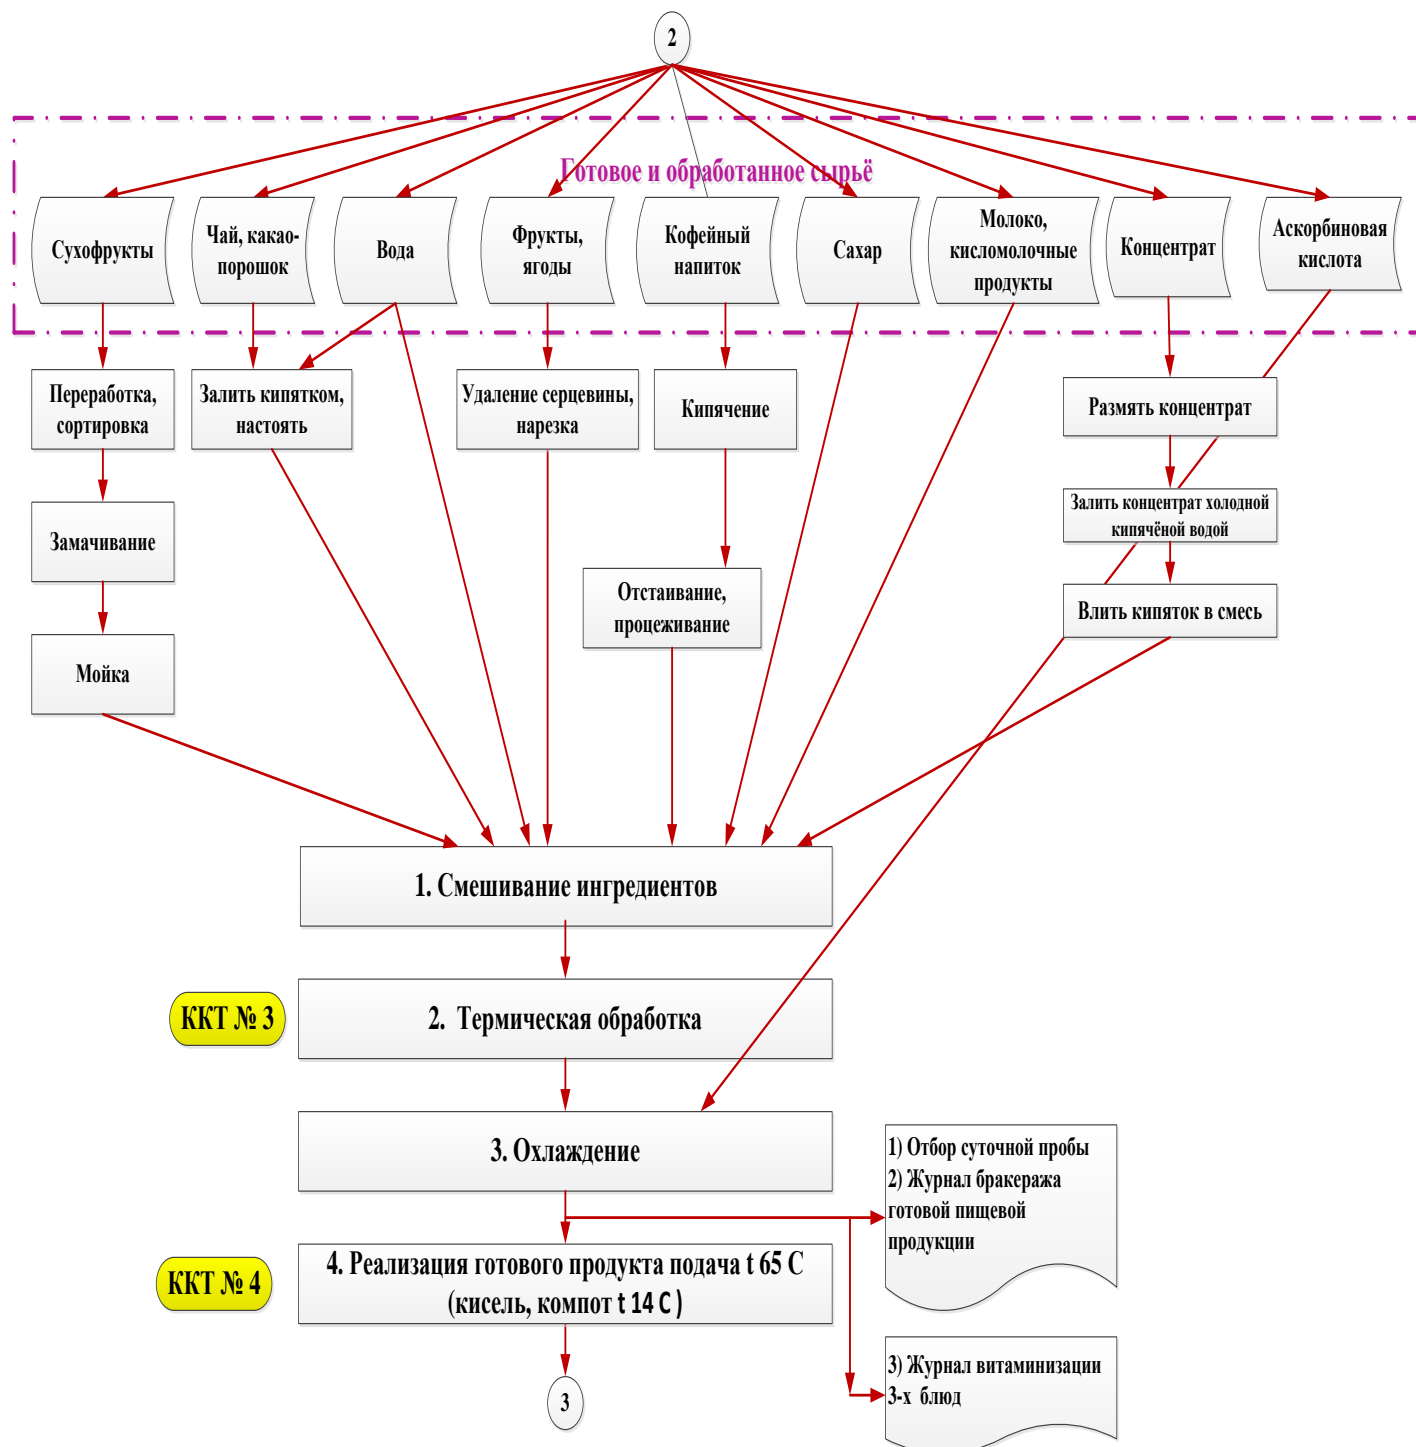 2
Готовое и обработанное сырьё
Сухофрукты
Чай, какао-
порошок
Вода
Фрукты,
ягоды
Кофейный
напиток
Сахар
Молоко,
кисломолочные
продукты
Концентрат
Аскорбиновая
кислота
Переработка,
сортировка
Залить кипятком,
настоять
Удаление серцевины,
нарезка
Кипячение
Размять концентрат
Замачивание
Залить концентрат холодной
кипячёной водой
Отстаивание,
процеживание
Влить кипяток в смесь
Мойка
1. Смешивание ингредиентов
ККТ № 3
2. Термическая обработка
3. Охлаждение
1) Отбор суточной пробы
2) Журнал бракеража
готовой пищевой
продукции
ККТ № 4
4. Реализация готового продукта подача t 65 С
(кисель, компот t 14 С )
3) Журнал витаминизации
3-х блюд
3